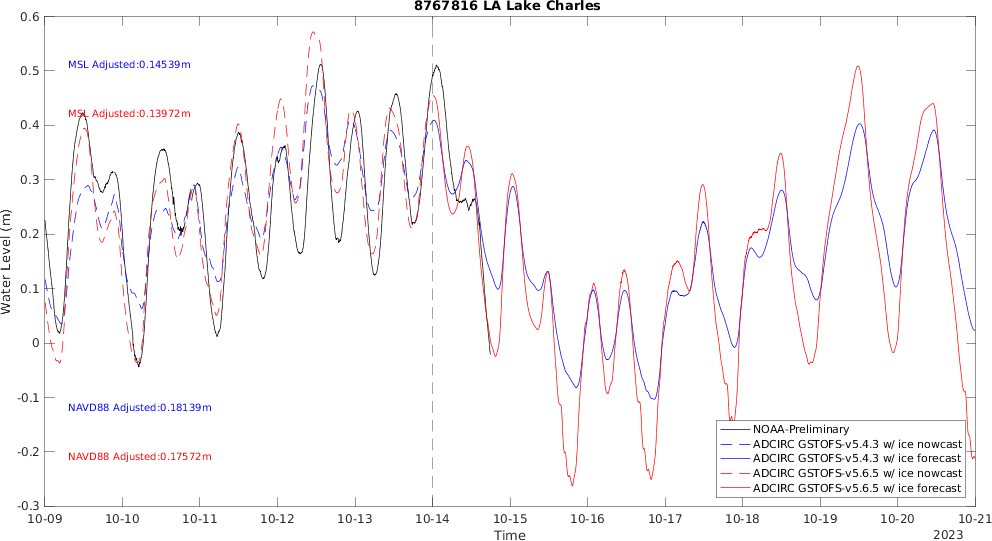 8767816 LA Lake Charles
0.6
0.5
0.4
0.3
0.2
0.1
0
-0.1
-0.2
-0.3
Water Level (m)
MSL Adjusted:0.14539m
MSL Adjusted:0.13972m
NAVD88 Adjusted:0.18139m
NAVD88 Adjusted:0.17572m
NOAA-Preliminary
ADCIRC GSTOFS-v5.4.3 w/ ice nowcast
ADCIRC GSTOFS-v5.4.3 w/ ice forecast
ADCIRC GSTOFS-v5.6.5 w/ ice nowcast
ADCIRC GSTOFS-v5.6.5 w/ ice forecast
10-09 10-10 10-11 10-12 10-13 10-14 10-15 10-16 10-17 10-18 10-19 10-20 10-21
Time
2023